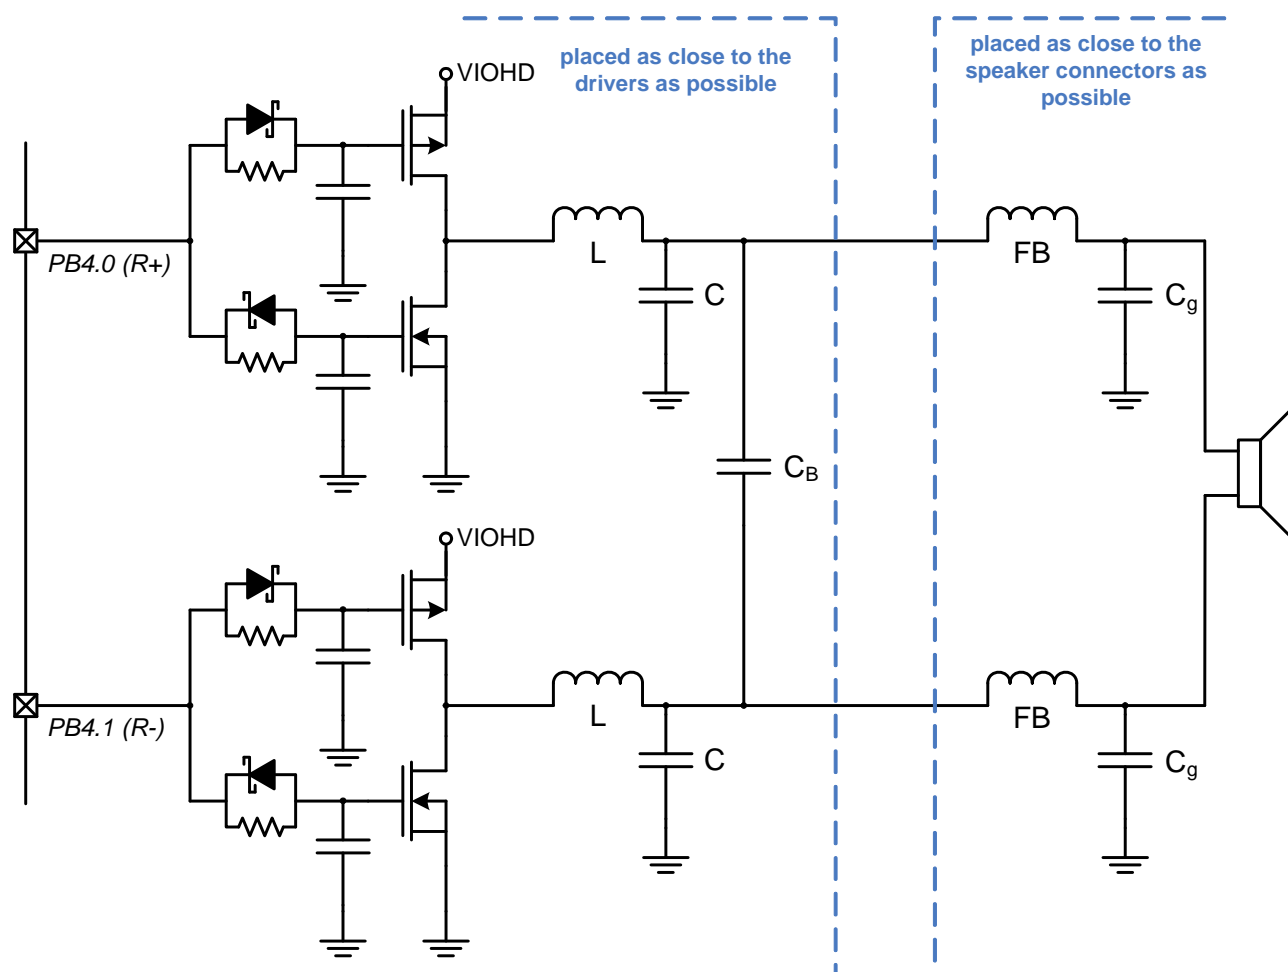 placed as close to the
drivers as possible
placed as close to the
speaker connectors as
possible
VIOHD
PB4.0 (R+)
L
C
FB
Cg
CB
VIOHD
PB4.1 (R-)
L
C
FB
Cg